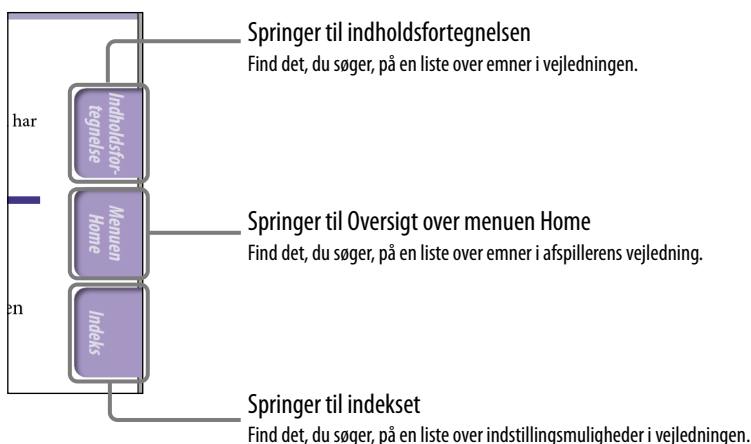 Springer til indholdsfortegnelsen
Find det, du søger, på en liste over emner i vejledningen.
har
Indholdsfor-
tegnelse
Springer til Oversigt over menuen Home
Find det, du søger, på en liste over emner i afspillerens vejledning.
Menuen
Home
en
Indeks
Springer til indekset
Find det, du søger, på en liste over indstillingsmuligheder i vejledningen.